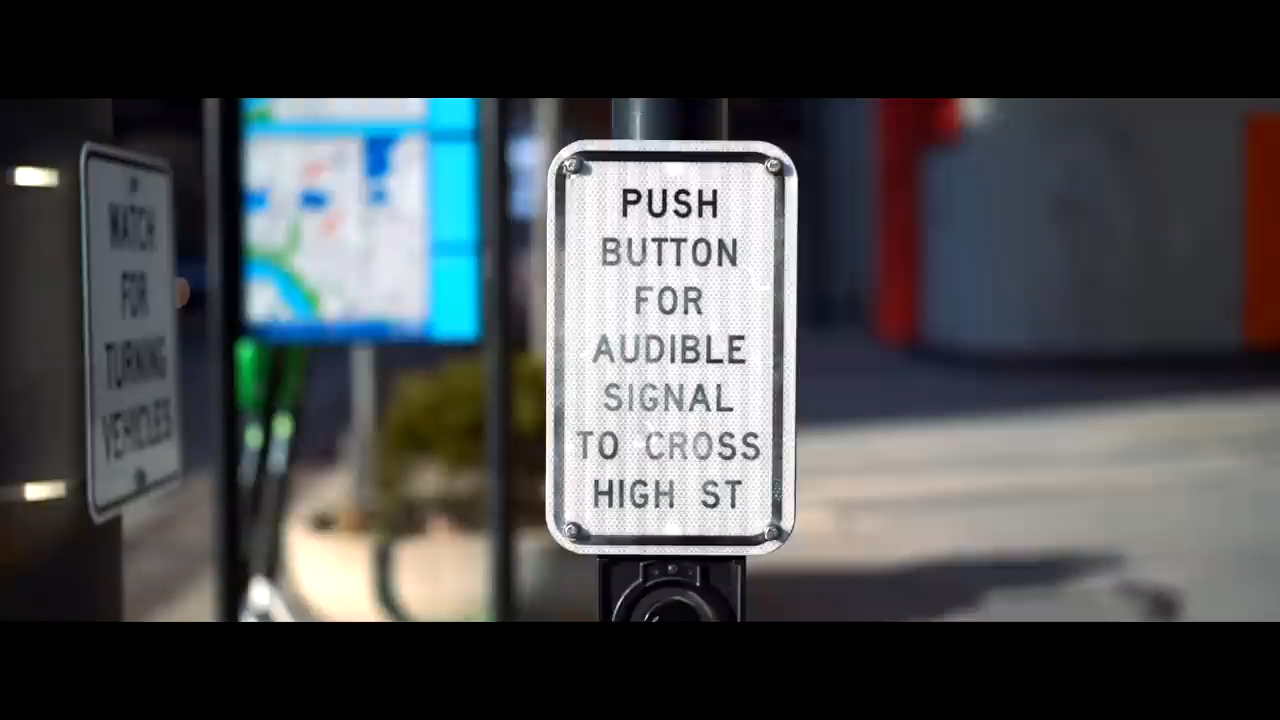 WATCH
FOR
TURNING
VEHICLES
PUSH
BUTTON
FOR
AUDIBLE
SIGNAL
TO CROSS
HIGH ST